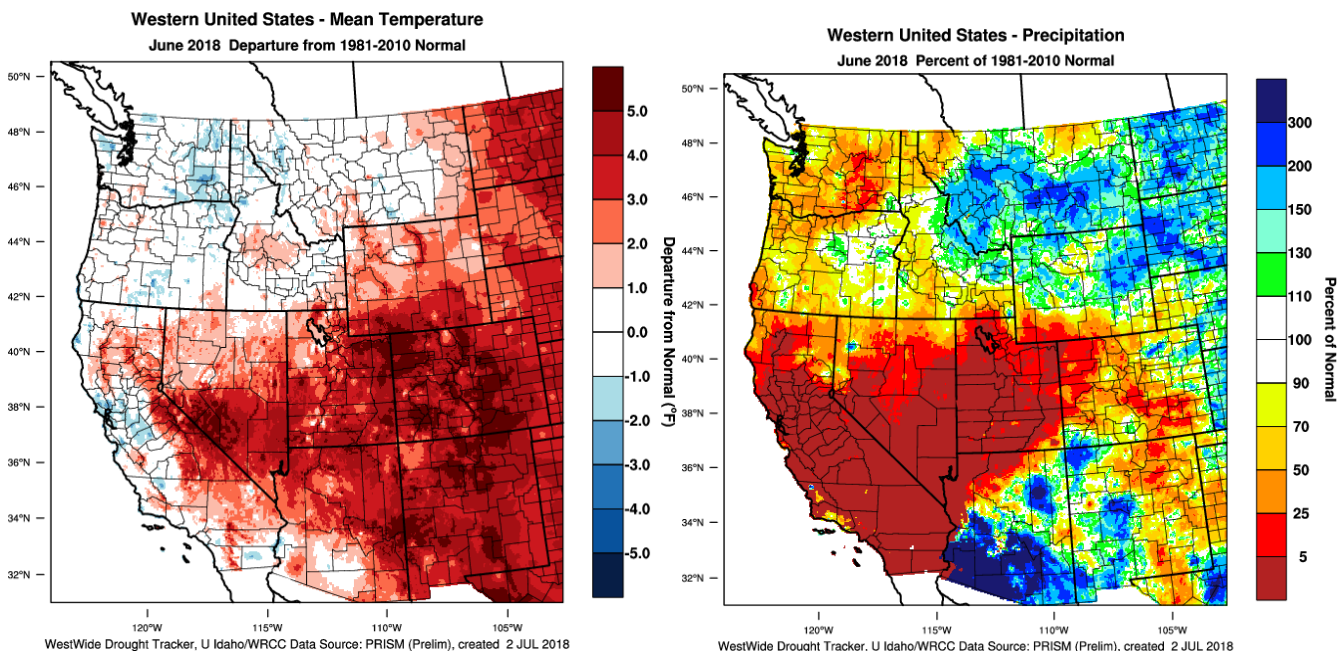 Western United States - Mean Temperature
June 2018 Departure from 1981-2010 Normal
50°N
48°N
46°N
44°N
42°N
40°N
38°N
36°N
34°N
32°N
120°W
115°W
110°W
105°W
5.0
4.0
3.0
2.0
1.0
0.0
-1.0
-2.0
-3.0
-4.0
-5.0
Departure from Normal (°F)
WestWide Drought Tracker, U Idaho/WRCC Data Source: PRISM (Prelim), created 2 JUL 2018
Western United States - Precipitation
June 2018 Percent of 1981-2010 Normal
50°N
48°N
46°N
44°N
42°N
40°N
38°N
36°N
34°N
32°N
120°W
115°W
110°W
105°W
300
200
150
130
110
100
90
70
50
25
5
Percent of Normal
WestWide Drought Tracker, U Idaho/WRCC Data Source: PRISM (Prelim), created 2 JUL 2018